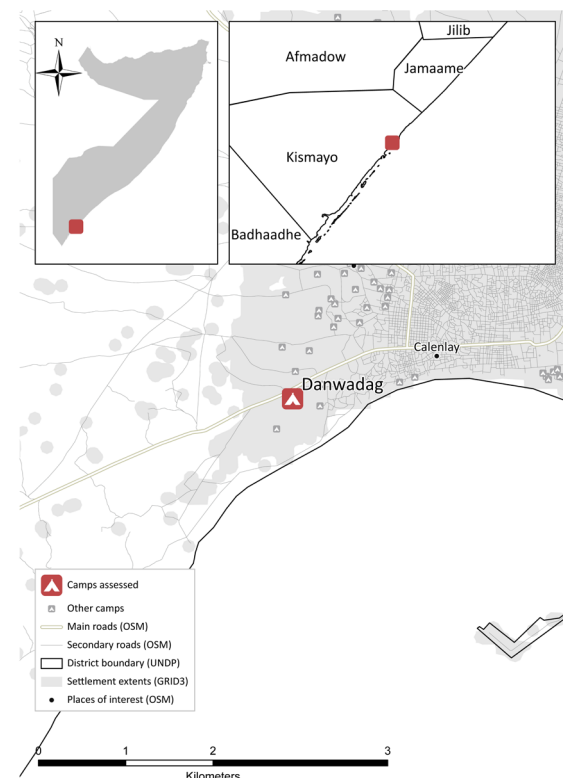 N
Jilib
Afmadow
Jamaame
Kismayo
Badhaadhe
Calenlay
Danwadag
Camps assessed
Other camps
Main roads (OSM)
Secondary roads (OSM)
District boundary (UNDP)
Settlement extents (GRID3)
Places of interest (OSM)
0 1 2 3
Kilometers